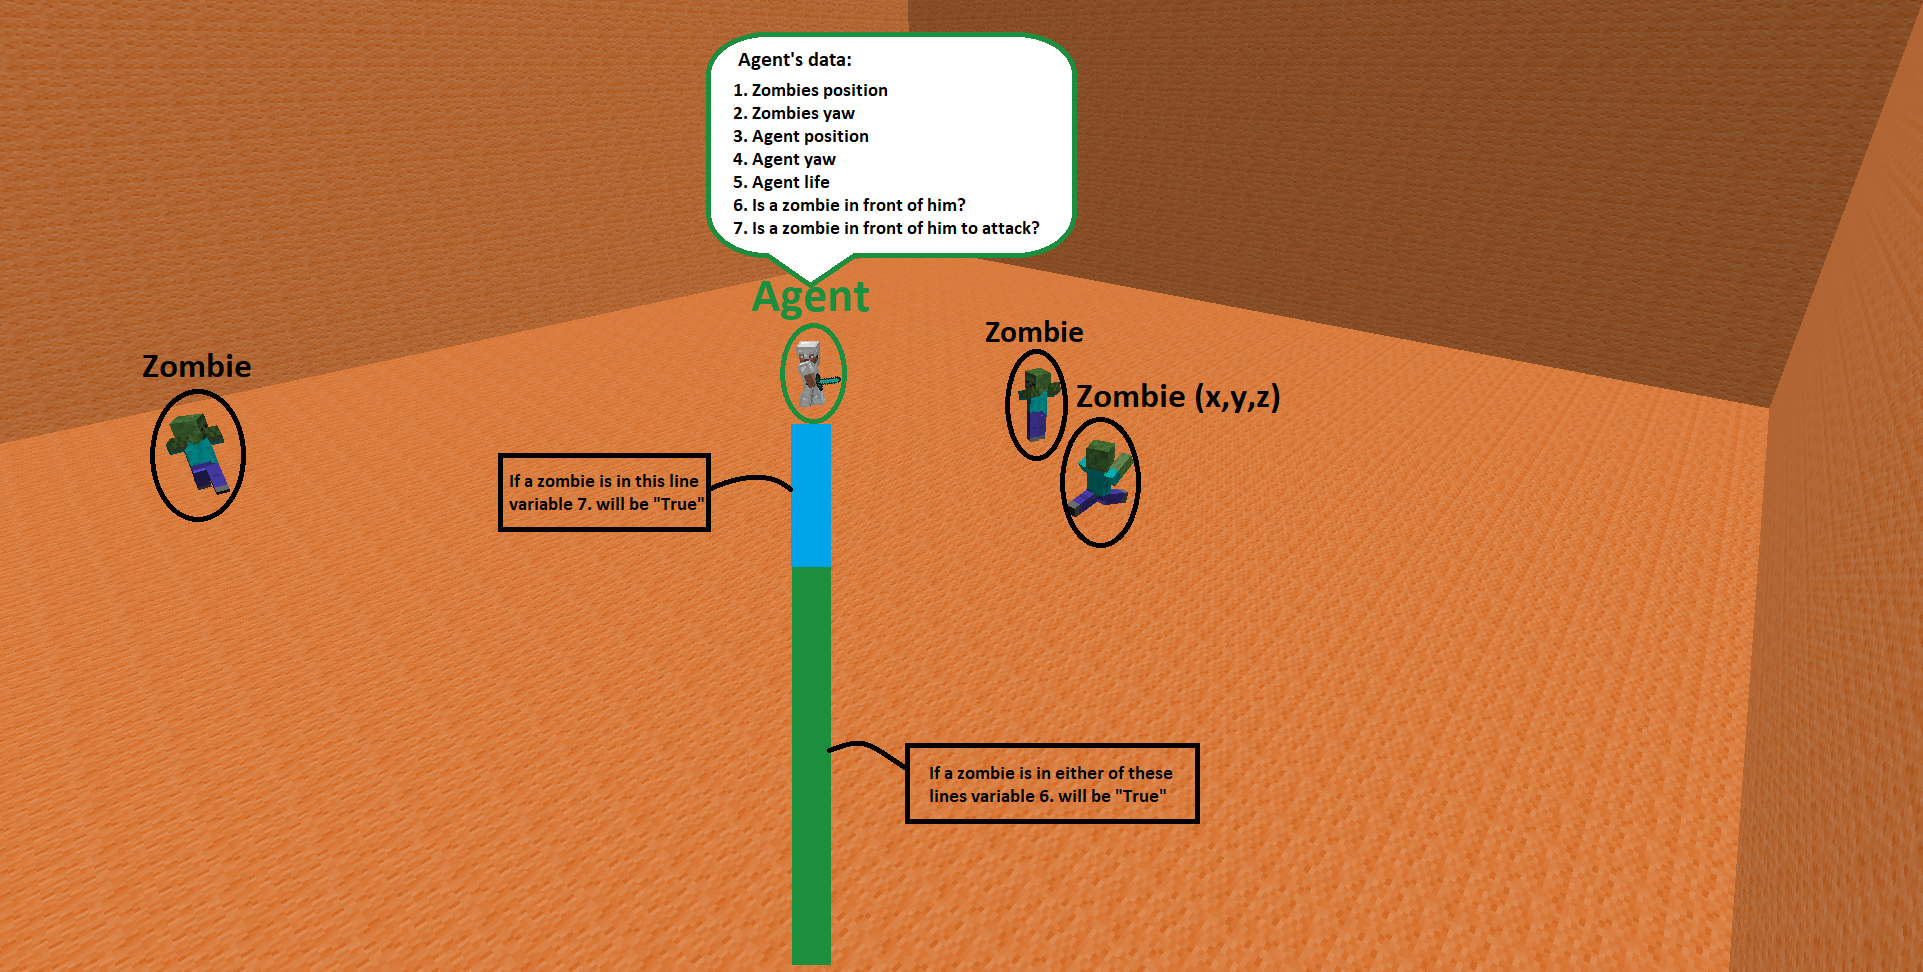 Agent's data:
1. Zombies position
2. Zombies yaw
3. Agent position
4. Agent yaw
5. Agent life
6. Is a zombie in front of him?
7. Is a zombie in front of him to attack?
Agent
Zombie
Zombie
Zombie (x,y,z)
If a zombie is in this line
variable 7. will be "True"
If a zombie is in either of these
lines variable 6. will be "True"